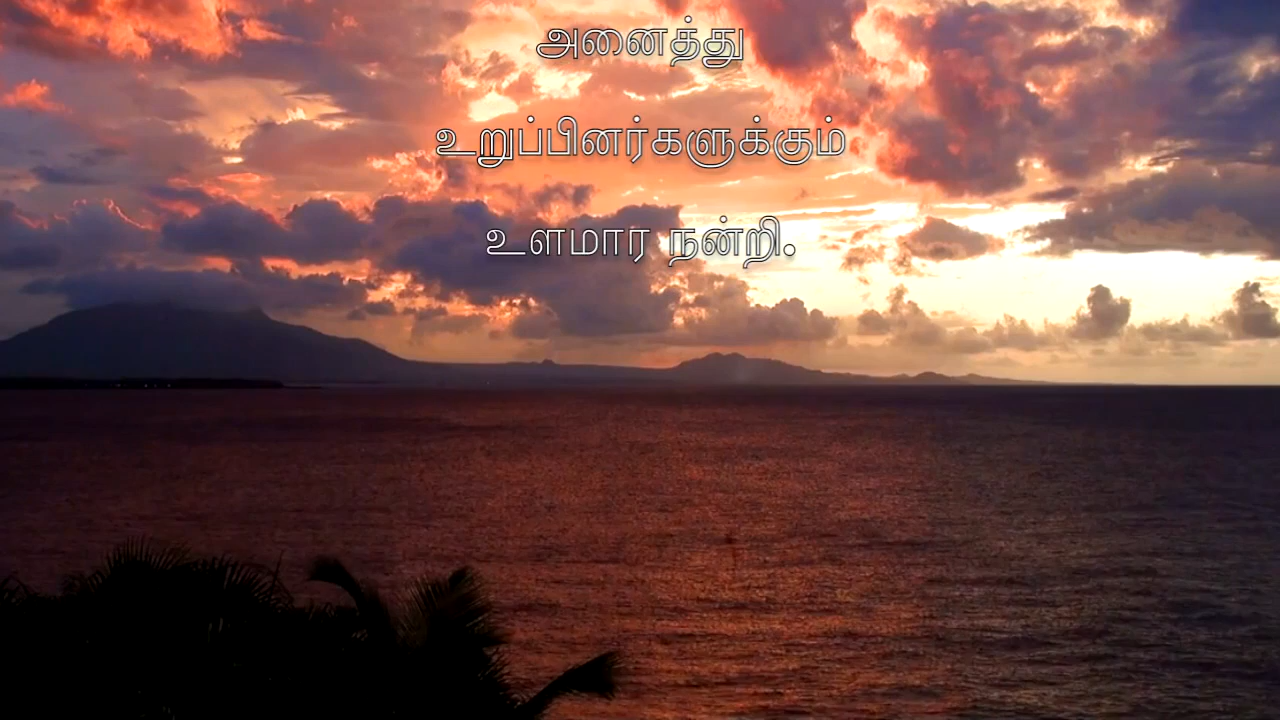 அனைத்து
உறுப்பினர்களுக்கும்
உளமார நன்றி.